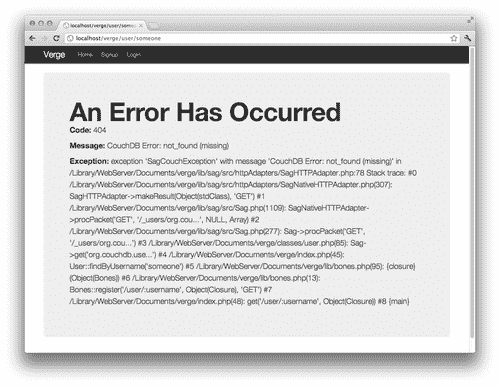 localhost/verge/user/someo
localhost/verge/user/someone
Verge Home Signup Login
An Error Has Occurred
Code: 404
Message: CouchDB Error: not_found (missing)
Exception: exception 'SagCouchException' with message 'CouchDB Error: not_found (missing)' in
/Library/WebServer/Documents/verge/lib/sag/src/httpAdapters/SagHTTPAdapter.php:78 Stack trace: #0
/Library/WebServer/Documents/verge/lib/sag/src/httpAdapters/SagNativeHTTPAdapter.php(307):
SagHTTPAdapter->makeResult(Object(stdClass), 'GET') #1
/Library/WebServer/Documents/verge/lib/sag/src/Sag.php(1109): SagNativeHTTPAdapter-
>procPacket('GET', '/_users/org.cou...', NULL, Array) #2
/Library/WebServer/Documents/verge/lib/sag/src/Sag.php(277): Sag->procPacket('GET',
'/_users/org.cou...') #3 /Library/WebServer/Documents/verge/classes/user.php(85): Sag-
>get('org.couchdb.use...') #4 /Library/WebServer/Documents/verge/index.php(45):
User::findByUsername('someone') #5 /Library/WebServer/Documents/verge/lib/bones.php(95): {closure}
(Object(Bones)) #6 /Library/WebServer/Documents/verge/lib/bones.php(13):
Bones::register('/user/:username', Object(Closure), 'GET') #7
/Library/WebServer/Documents/verge/index.php(48): get('/user/:username', Object(Closure)) #8 {main}